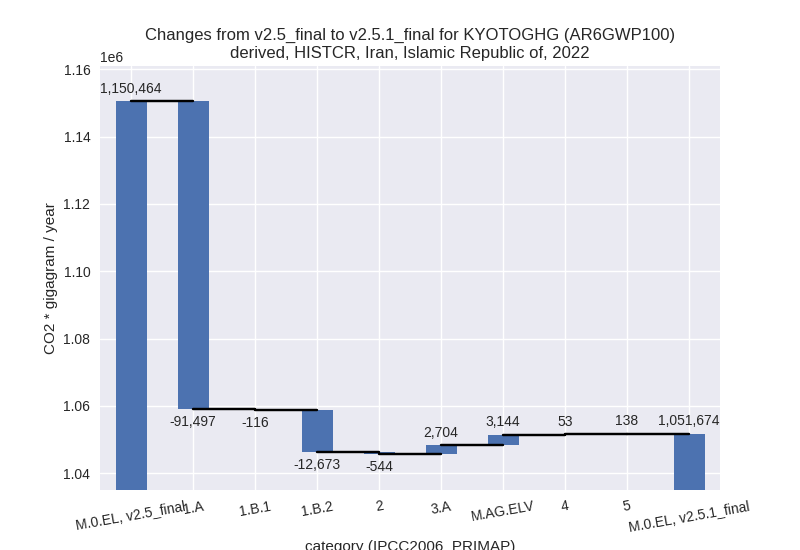 Changes from v2.5_final to v2.5.1_final for KYOTOGHG (AR6GWP100)
derived, HISTCR, Iran, Islamic Republic of, 2022
1e6
1.16
1.14
1.12
1.10
1.08
1.06
1.04
CO2 * gigagram / year
1,150,464
-91,497
-116
-12,673
-544
2,704
3,144
53
138
1,051,674
M.0.EL, v2.5_final
1.A
1.B.1
1.B.2
2
3.A
M.AG.ELV
4
5
M.0.EL, v2.5.1_final
category (IPCC2006_PRIMAP)